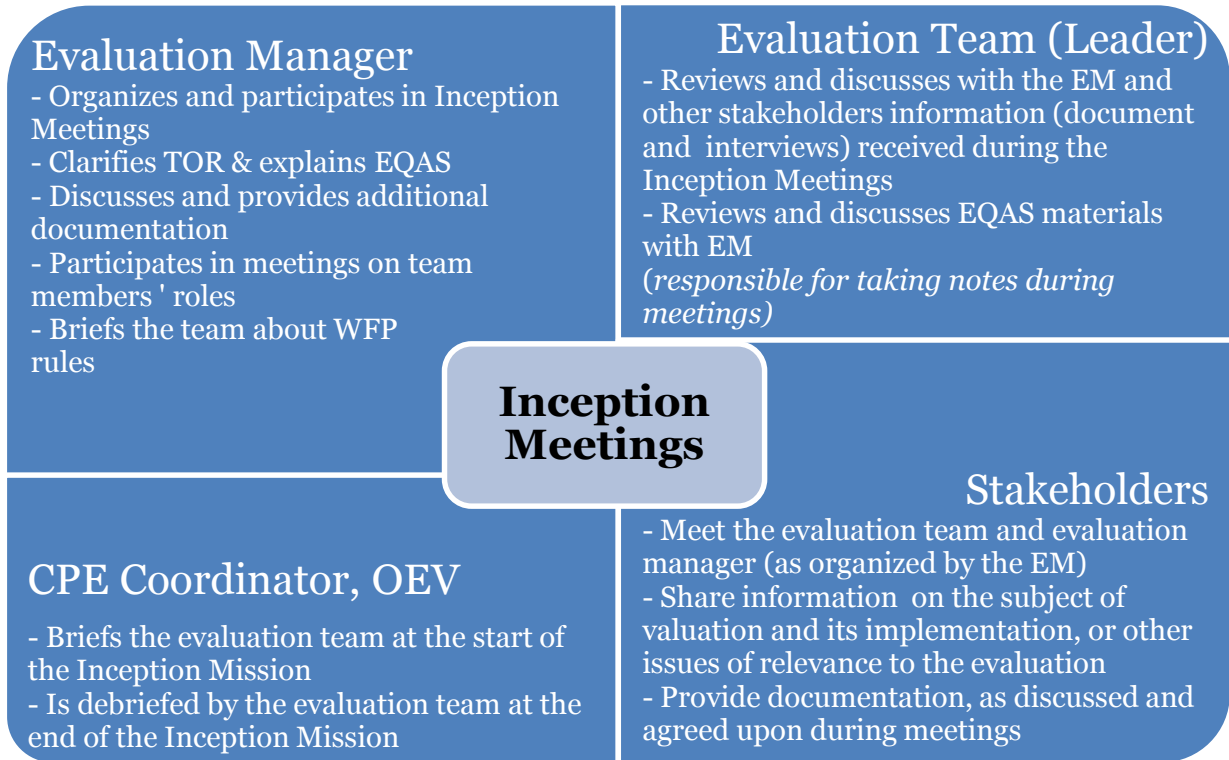 Evaluation Manager
- Organizes and participates in Inception
Meetings
- Clarifies TOR & explains EQAS
- Discusses and provides additional
documentation
- Participates in meetings on team
members ' roles
- Briefs the team about WFP
rules
Evaluation Team (Leader)
- Reviews and discusses with the EM and
other stakeholders information (document
and interviews) received during the
Inception Meetings
- Reviews and discusses EQAS materials
with EM
(responsible for taking notes during
meetings)
Inception
Meetings
CPE Coordinator, OEV
- Briefs the evaluation team at the start of
the Inception Mission
- Is debriefed by the evaluation team at the
end of the Inception Mission
Stakeholders
- Meet the evaluation team and evaluation
manager (as organized by the EM)
- Share information on the subject of
valuation and its implementation, or other
issues of relevance to the evaluation
- Provide documentation, as discussed and
agreed upon during meetings